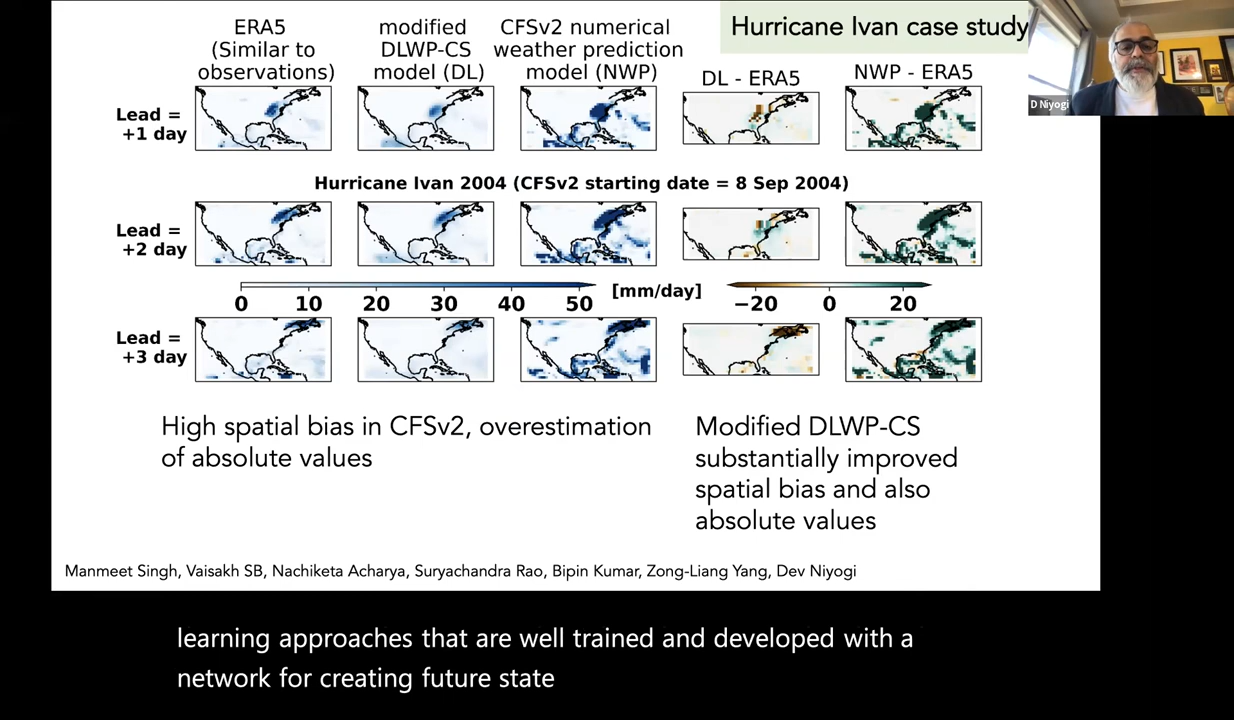 Hurricane Ivan case study
ERA5
(Similar to
observations)
modified
DLWP-CS
model (DL)
CFSv2 numerical
weather prediction
model (NWP)
DL - ERA5
NWP - ERA5
D Niyogi
Lead =
+1 day
Hurricane Ivan 2004 (CFSv2 starting date = 8 Sep 2004)
Lead =
+2 day
0 10 20 30 40 50 [mm/day] −20 0 20
Lead =
+3 day
High spatial bias in CFSv2, overestimation
of absolute values
Modified DLWP-CS
substantially improved
spatial bias and also
absolute values
Manmeet Singh, Vaisakh SB, Nachiketa Acharya, Suryachandra Rao, Bipin Kumar, Zong-Liang Yang, Dev Niyogi
learning approaches that are well trained and developed with a
network for creating future state